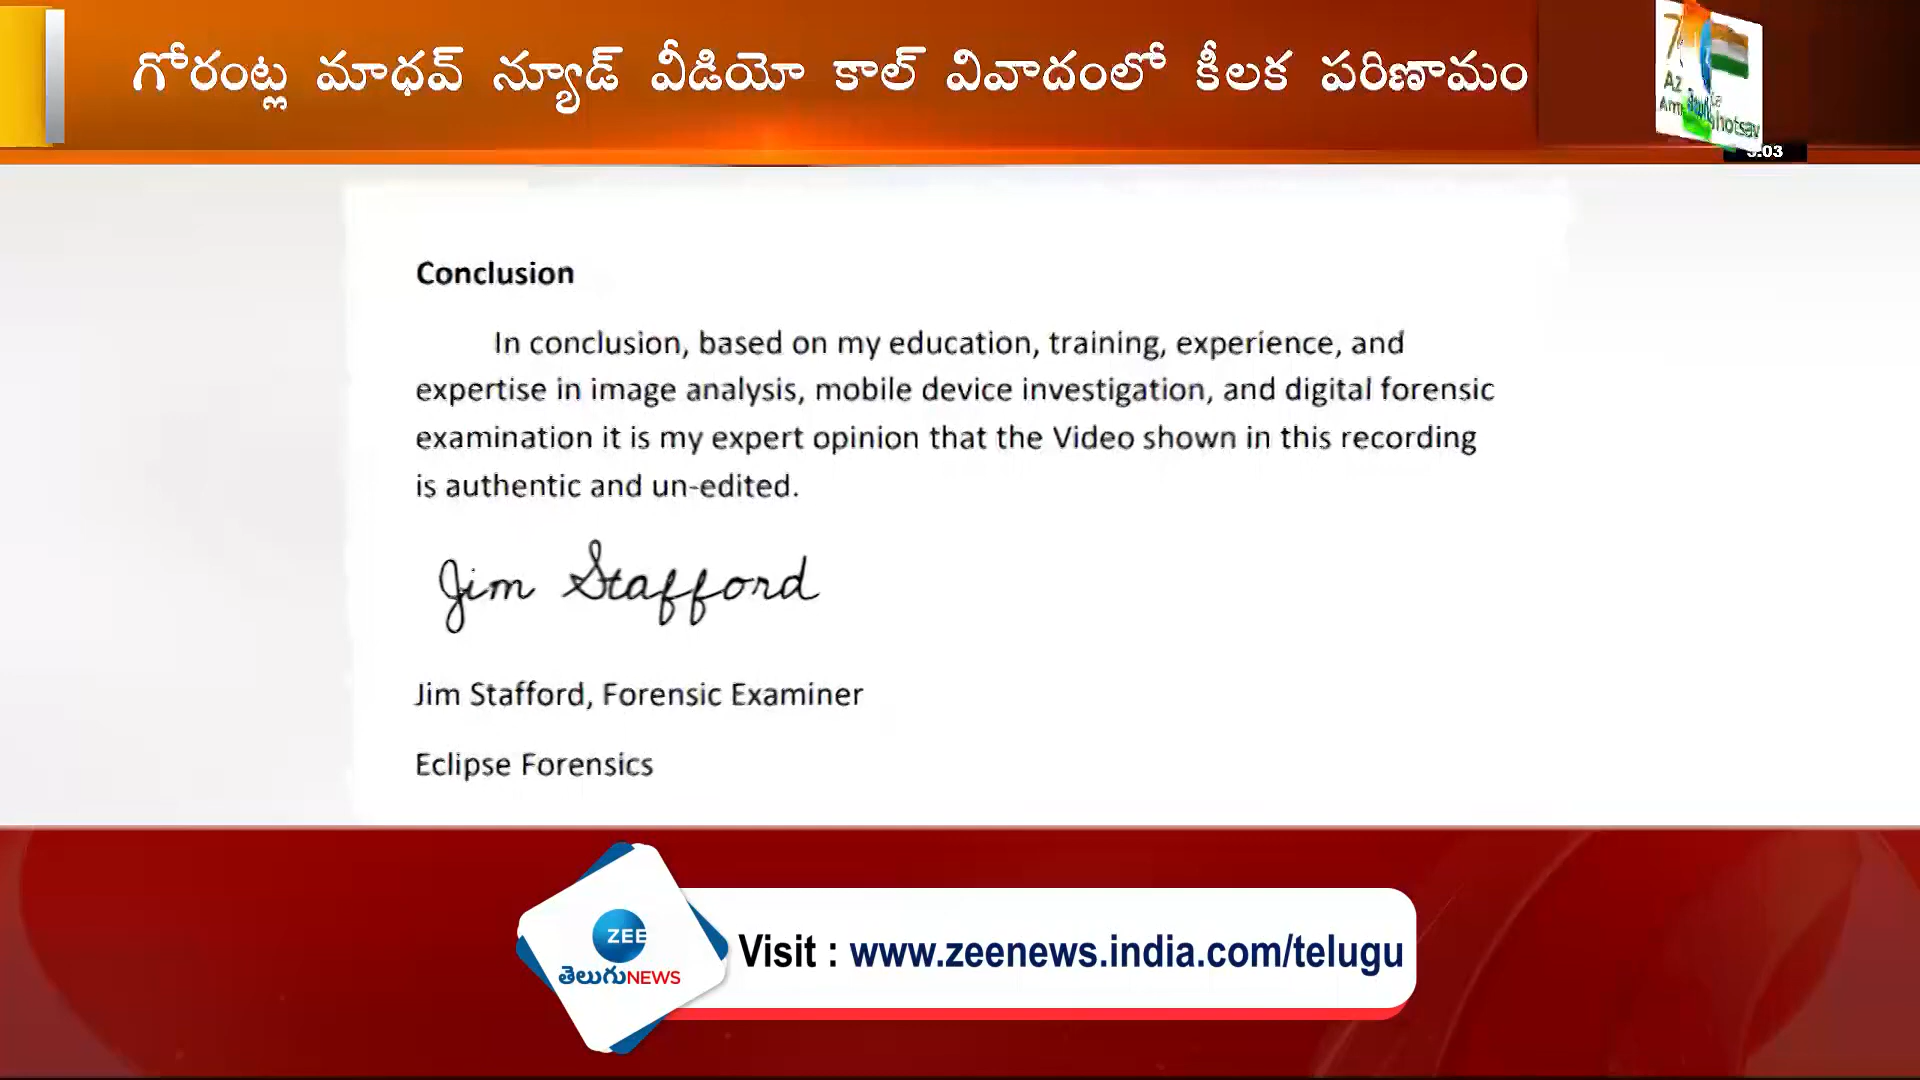 గోరంట్ల మాధవ్ న్యూడ్ వీడియో కాల్ వివాదంలో కీలక పరిణామం
Conclusion
In conclusion, based on my education, training, experience, and
expertise in image analysis, mobile device investigation, and digital forensic
examination it is my expert opinion that the Video shown in this recording
is authentic and un-edited.
Jim Stafford
Jim Stafford, Forensic Examiner
Eclipse Forensics
ZEE
తెలుగు NEWS
Visit : www.zeenews.india.com/telugu